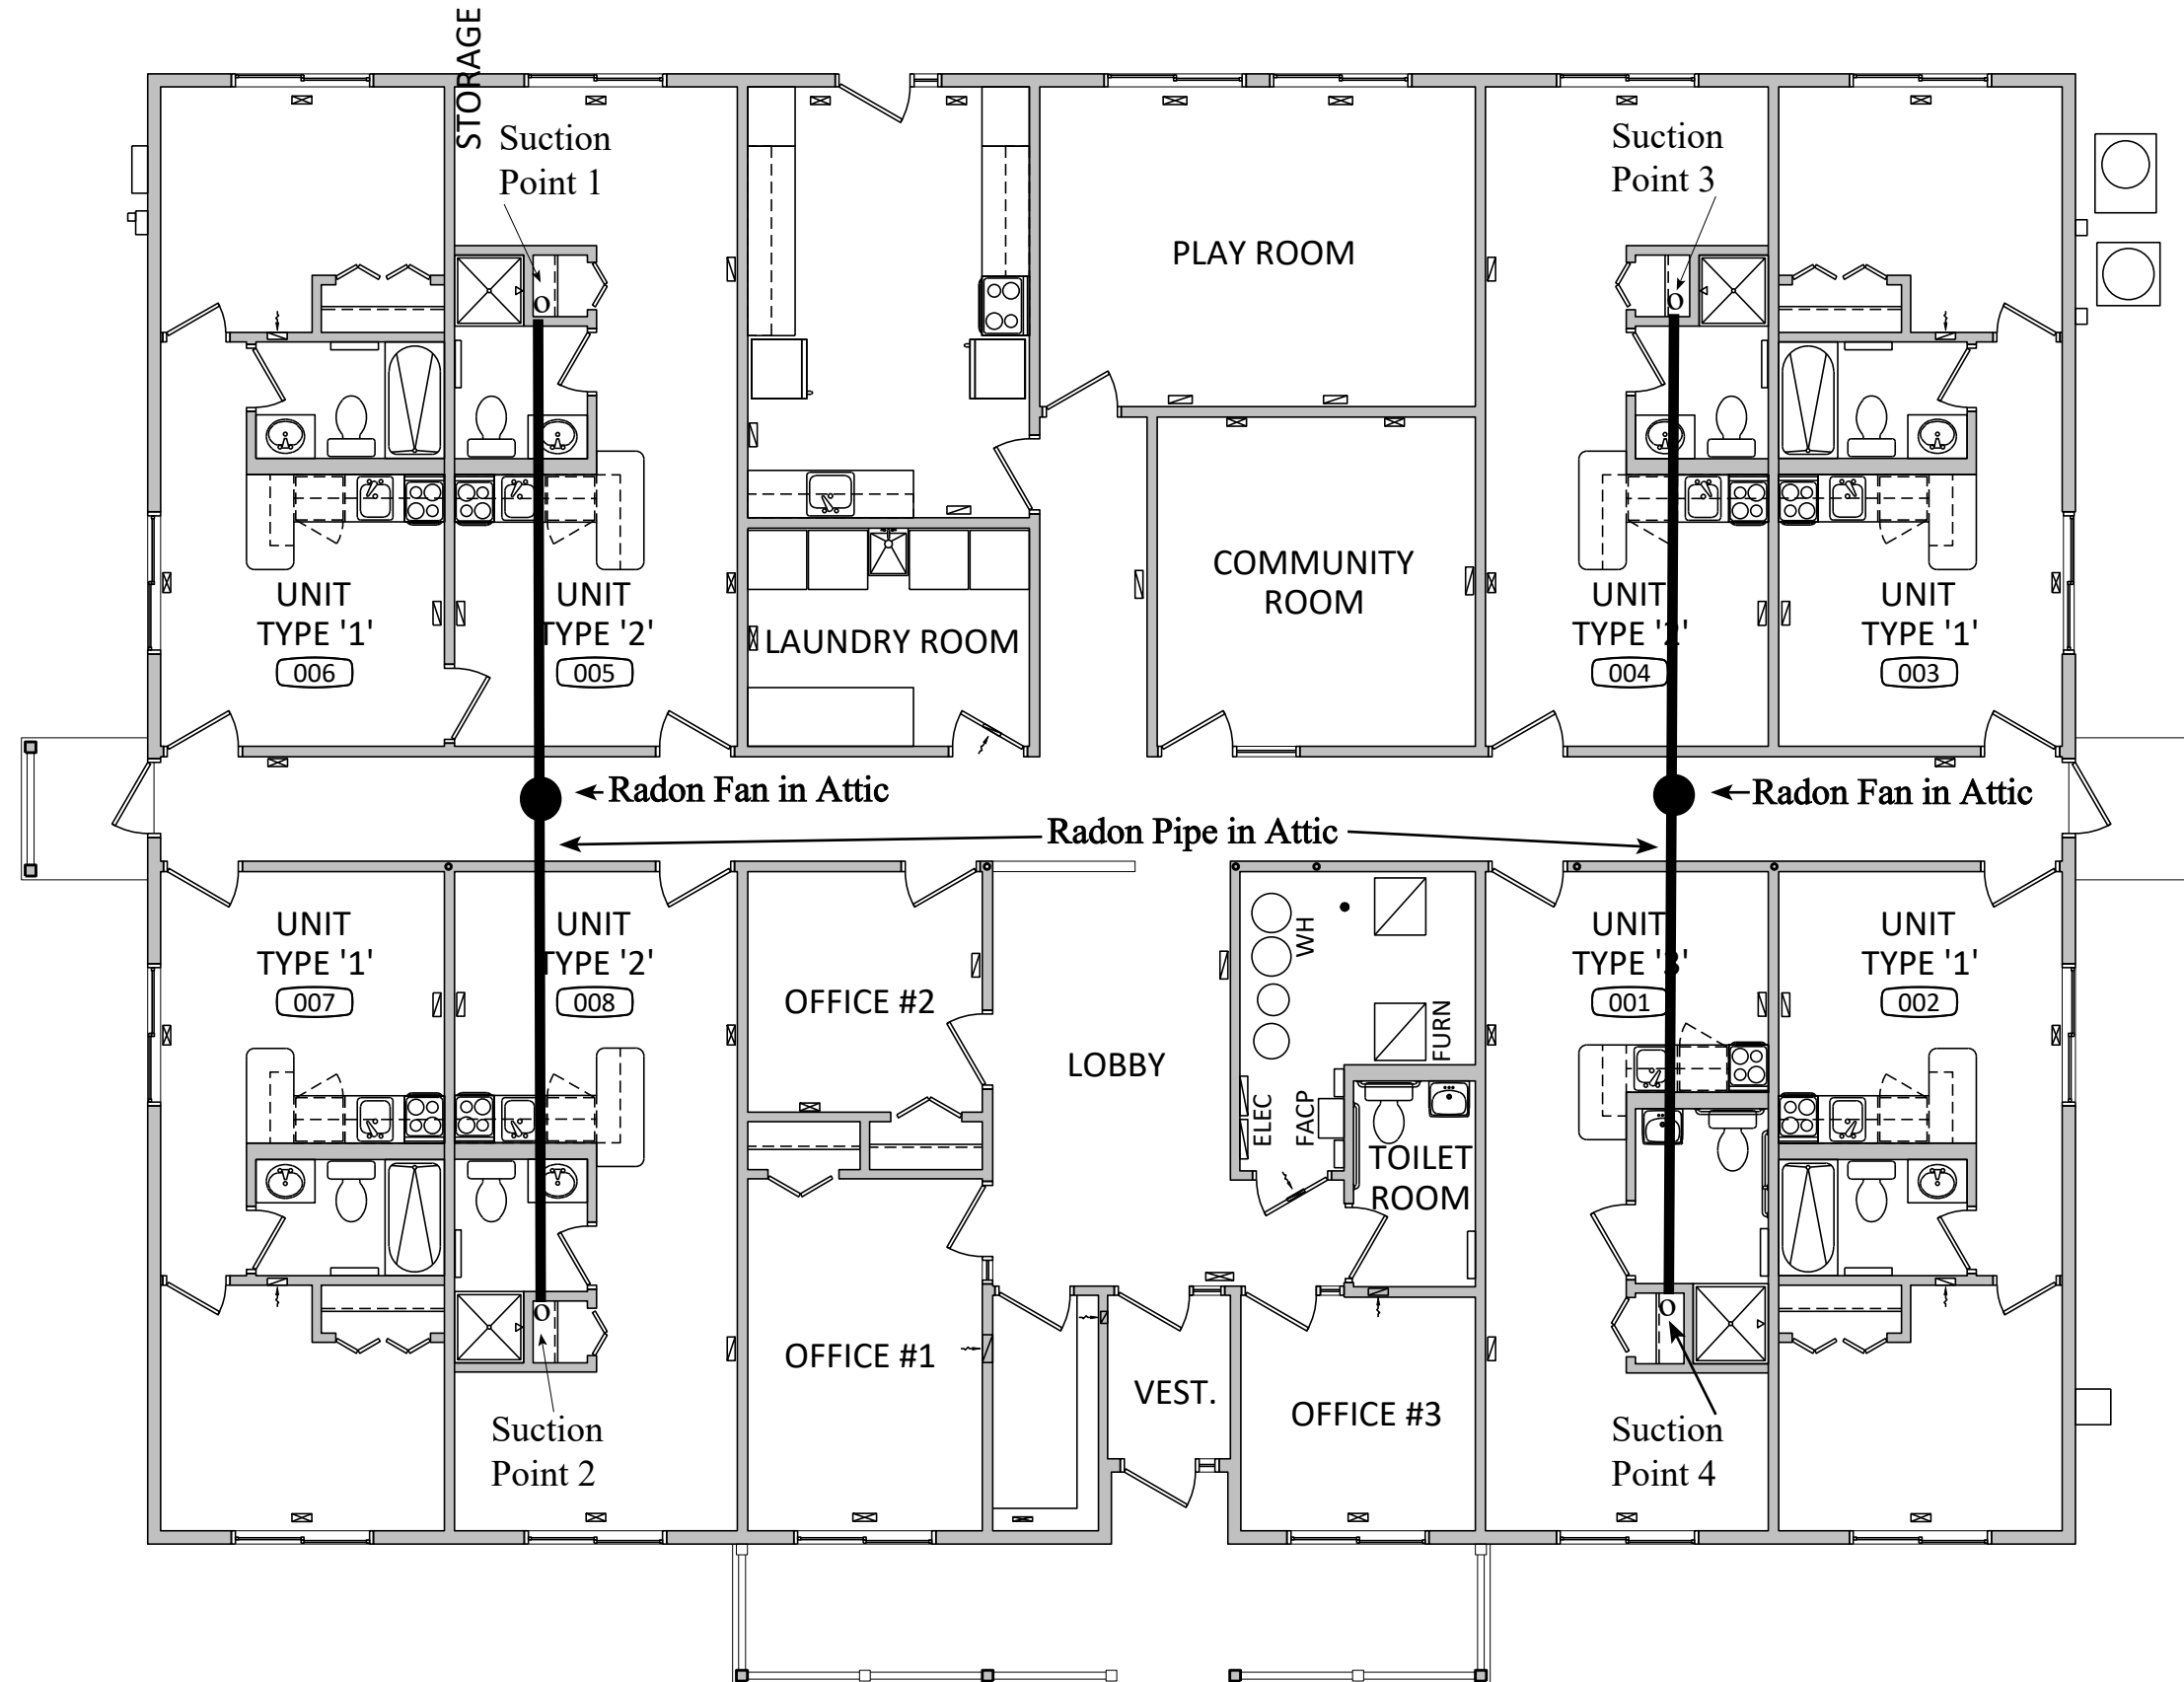 STORAGE
Suction
Point 1
Suction
Point 3
PLAY ROOM
COMMUNITY
ROOM
UNIT
TYPE '1'
006
UNIT
TYPE '2'
005
LAUNDRY ROOM
UNIT
TYPE '2'
004
UNIT
TYPE '1'
003
Radon Fan in Attic
Radon Fan in Attic
Radon Pipe in Attic
UNIT
TYPE '1'
007
UNIT
TYPE '2'
008
OFFICE #2
LOBBY
WH
FURN
ELEC
FACP
TOILET
ROOM
UNIT
TYPE '3'
001
UNIT
TYPE '1'
002
OFFICE #1
VEST.
OFFICE #3
Suction
Point 2
Suction
Point 4